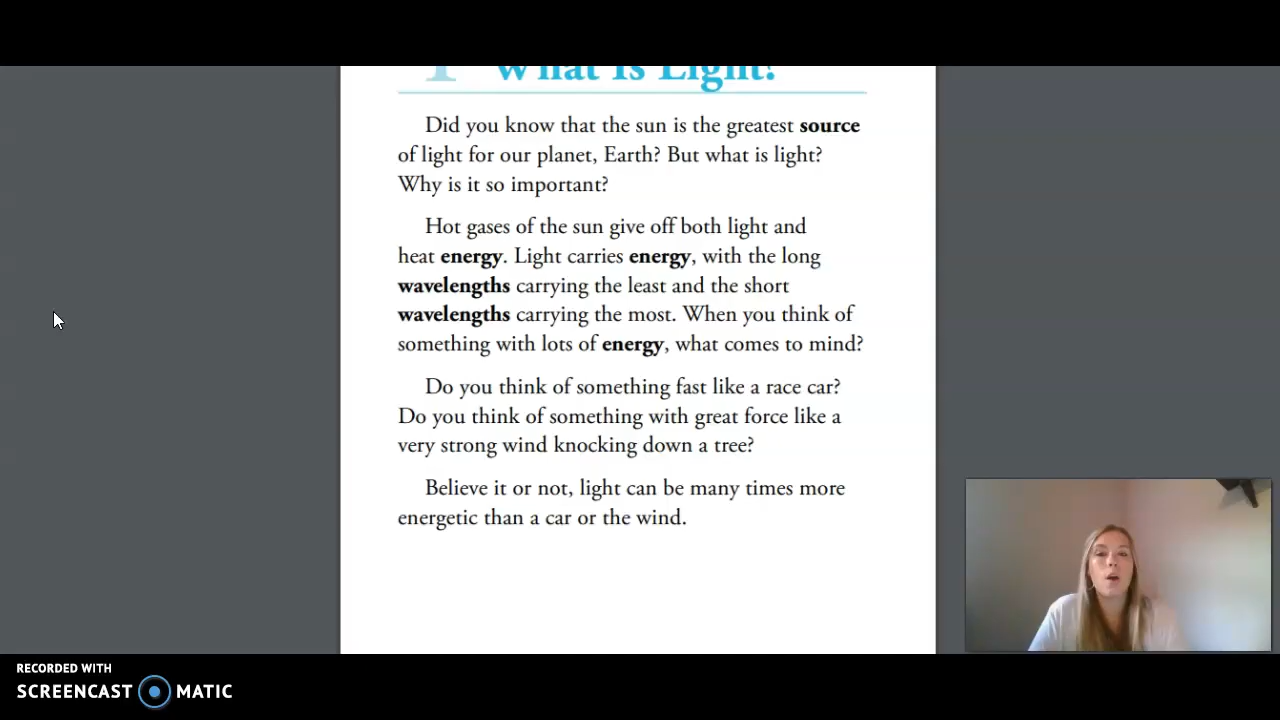 What Is Light?
Did you know that the sun is the greatest source
of light for our planet, Earth? But what is light?
Why is it so important?
Hot gases of the sun give off both light and
heat energy. Light carries energy, with the long
wavelengths carrying the least and the short
wavelengths carrying the most. When you think of
something with lots of energy, what comes to mind?
Do you think of something fast like a race car?
Do you think of something with great force like a
very strong wind knocking down a tree?
Believe it or not, light can be many times more
energetic than a car or the wind.
RECORDED WITH
SCREENCAST MATIC